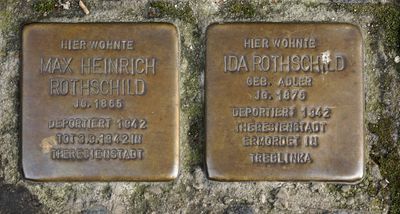 HIER WOHNTE
MAX HEINRICH
ROTHSCHILD
JG. 1865
DEPORTIERT 1942
TOT 3.9.1942 IN
THERESIENSTADT
HIER WOHNTE
IDA ROTHSCHILD
GEB. ADLER
JG. 1876
DEPORTIERT 1942
THERESIENSTADT
ERMORDET IN
TREBLINKA